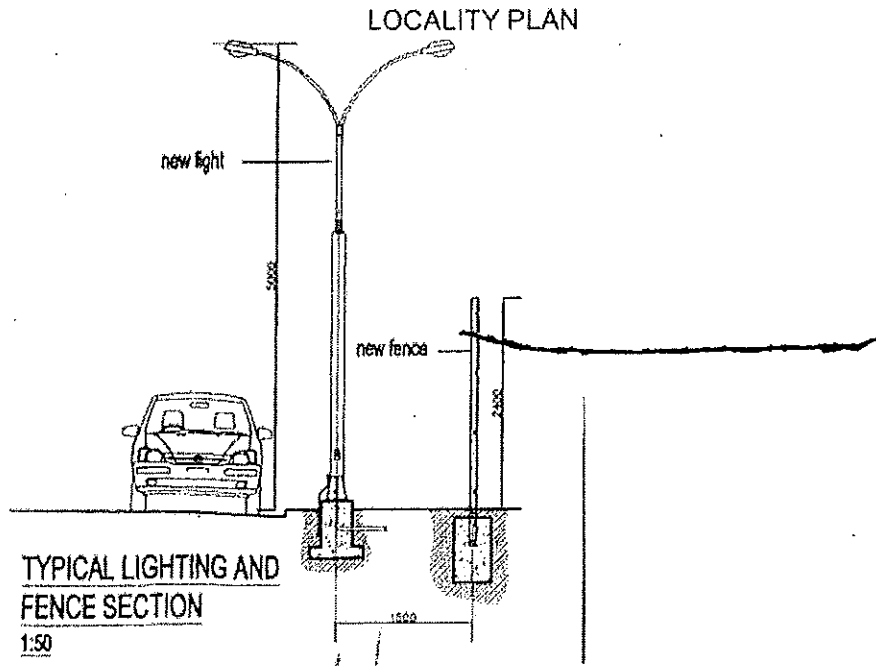 LOCALITY PLAN
new light
5000
new fence
2400
TYPICAL LIGHTING AND
FENCE SECTION
1:50
1500